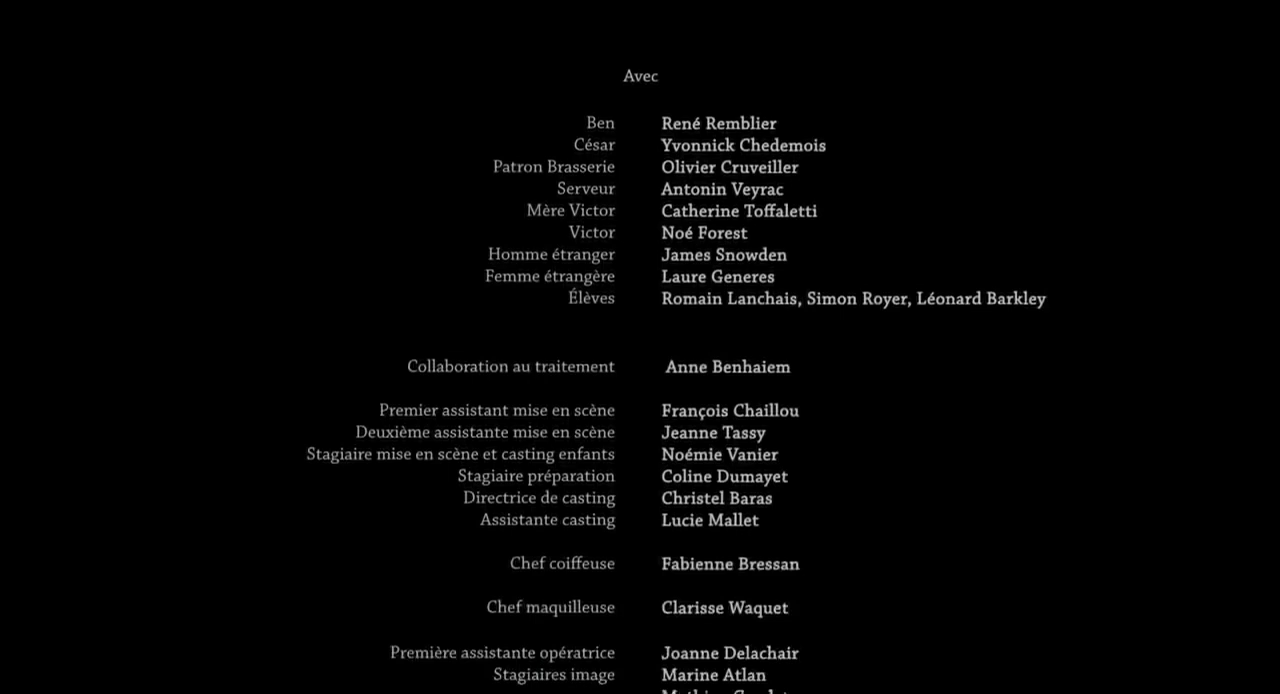 Avec
Ben René Remblier
César Yvonnick Chedemois
Patron Brasserie Olivier Cruveiller
Serveur Antonin Veyrac
Mère Victor Catherine Toffaletti
Victor Noé Forest
Homme étranger James Snowden
Femme étrangère Laure Generes
Élèves Romain Lanchais, Simon Royer, Léonard Barkley
Collaboration au traitement Anne Benhaiem
Premier assistant mise en scène François Chaillou
Deuxième assistante mise en scène Jeanne Tassy
Stagiaire mise en scène et casting enfants Noémie Vanier
Stagiaire préparation Coline Dumayet
Directrice de casting Christel Baras
Assistante casting Lucie Mallet
Chef coiffeuse Fabienne Bressan
Chef maquilleuse Clarisse Waquet
Première assistante opératrice Joanne Delachair
Stagiaires image Marine Atlan